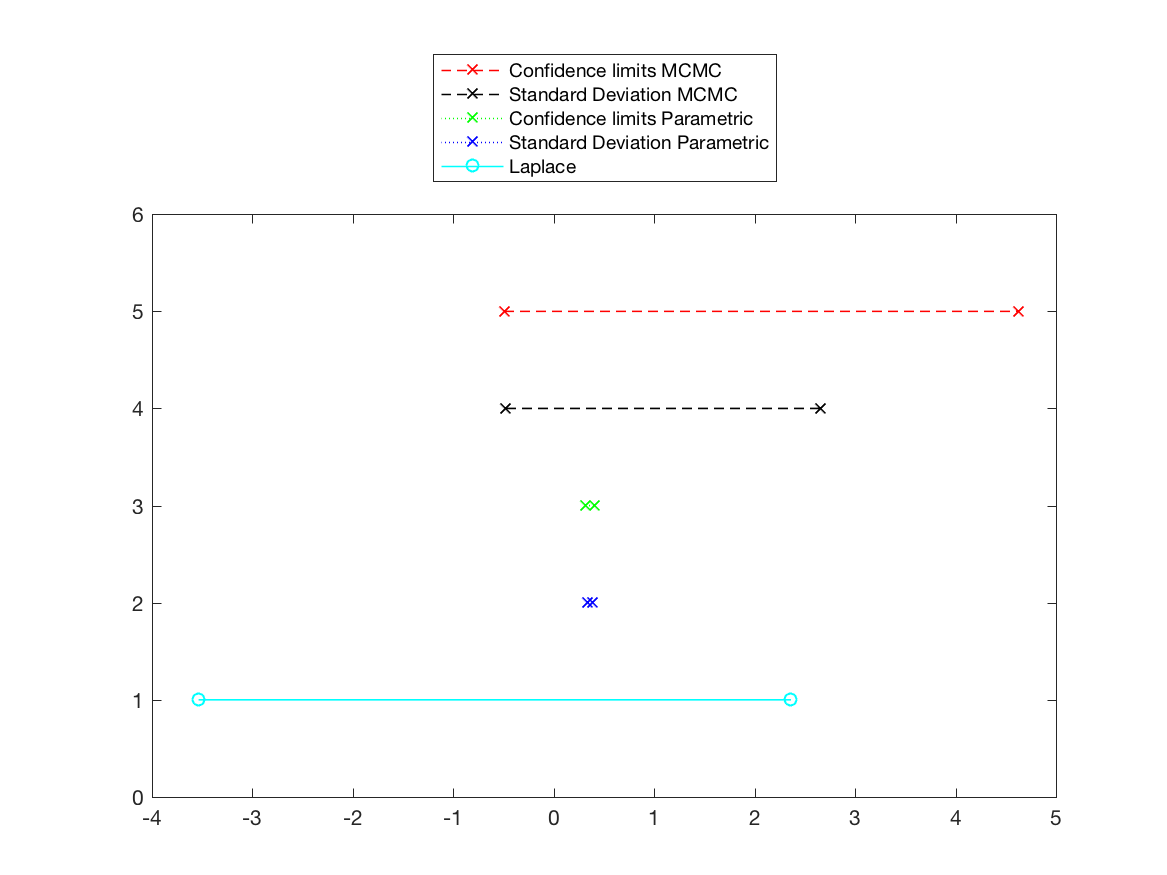 Confidence limits MCMC
Standard Deviation MCMC
Confidence limits Parametric
Standard Deviation Parametric
Laplace
6
5
4
3
2
1
0
-4 -3 -2 -1 0 1 2 3 4 5